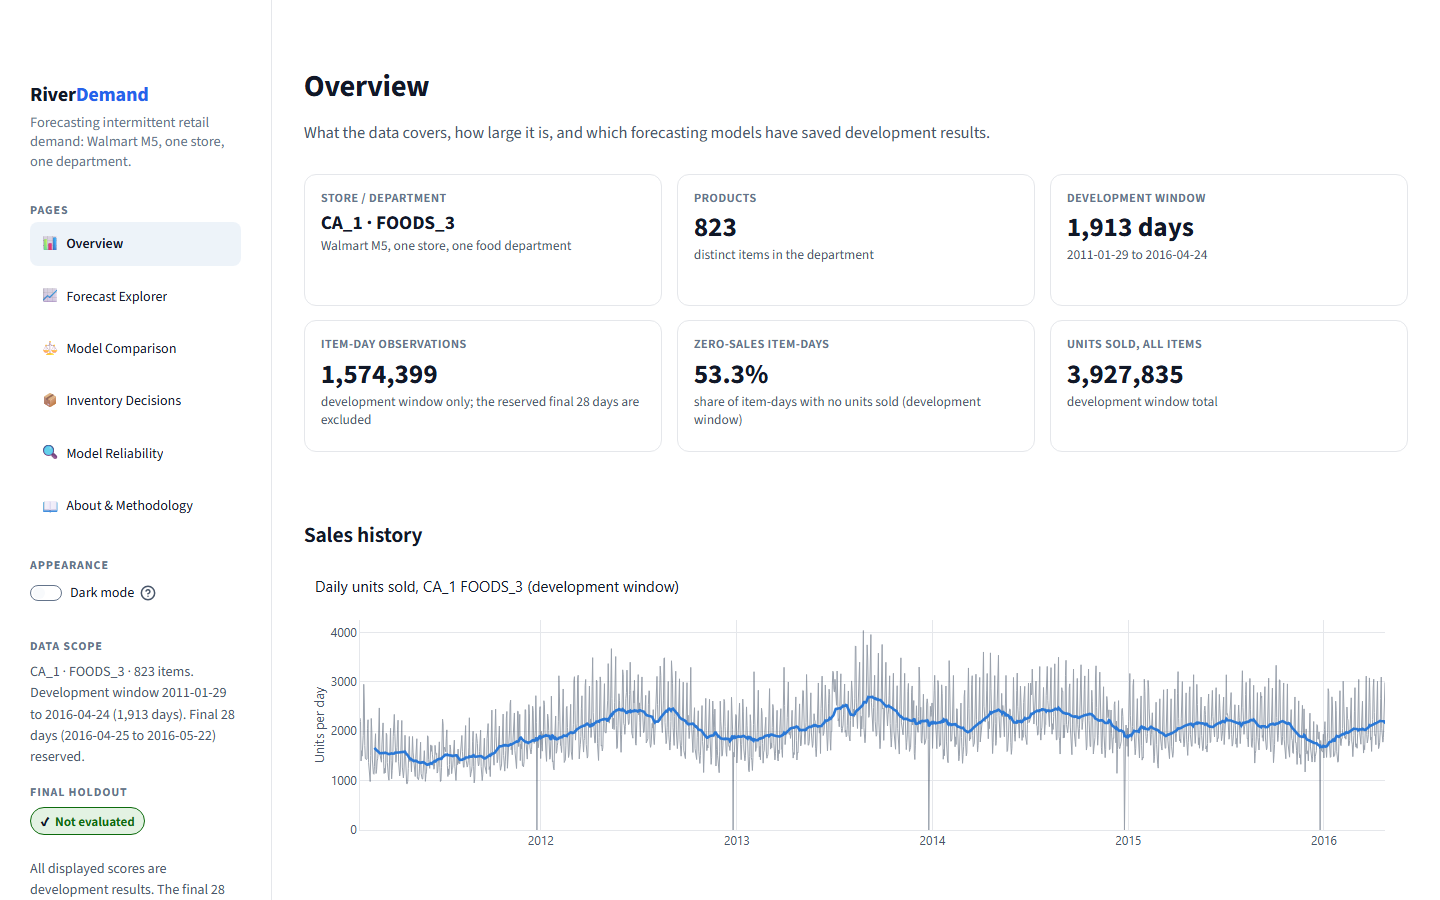 RiverDemand
Forecasting intermittent retail
demand: Walmart M5, one store,
one department.
PAGES
Overview
Forecast Explorer
Model Comparison
Inventory Decisions
Model Reliability
About & Methodology
APPEARANCE
Dark mode ?
DATA SCOPE
CA_1 · FOODS_3 · 823 items.
Development window 2011-01-29
to 2016-04-24 (1,913 days). Final 28
days (2016-04-25 to 2016-05-22)
reserved.
FINAL HOLDOUT
✓ Not evaluated
All displayed scores are
development results. The final 28
Overview
What the data covers, how large it is, and which forecasting models have saved development results.
STORE / DEPARTMENT
CA_1 · FOODS_3
Walmart M5, one store, one food department
PRODUCTS
823
distinct items in the department
DEVELOPMENT WINDOW
1,913 days
2011-01-29 to 2016-04-24
ITEM-DAY OBSERVATIONS
1,574,399
development window only; the reserved final 28 days are
excluded
ZERO-SALES ITEM-DAYS
53.3%
share of item-days with no units sold (development
window)
UNITS SOLD, ALL ITEMS
3,927,835
development window total
Sales history
Daily units sold, CA_1 FOODS_3 (development window)
Units per day
4000
3000
2000
1000
0
2012
2013
2014
2015
2016